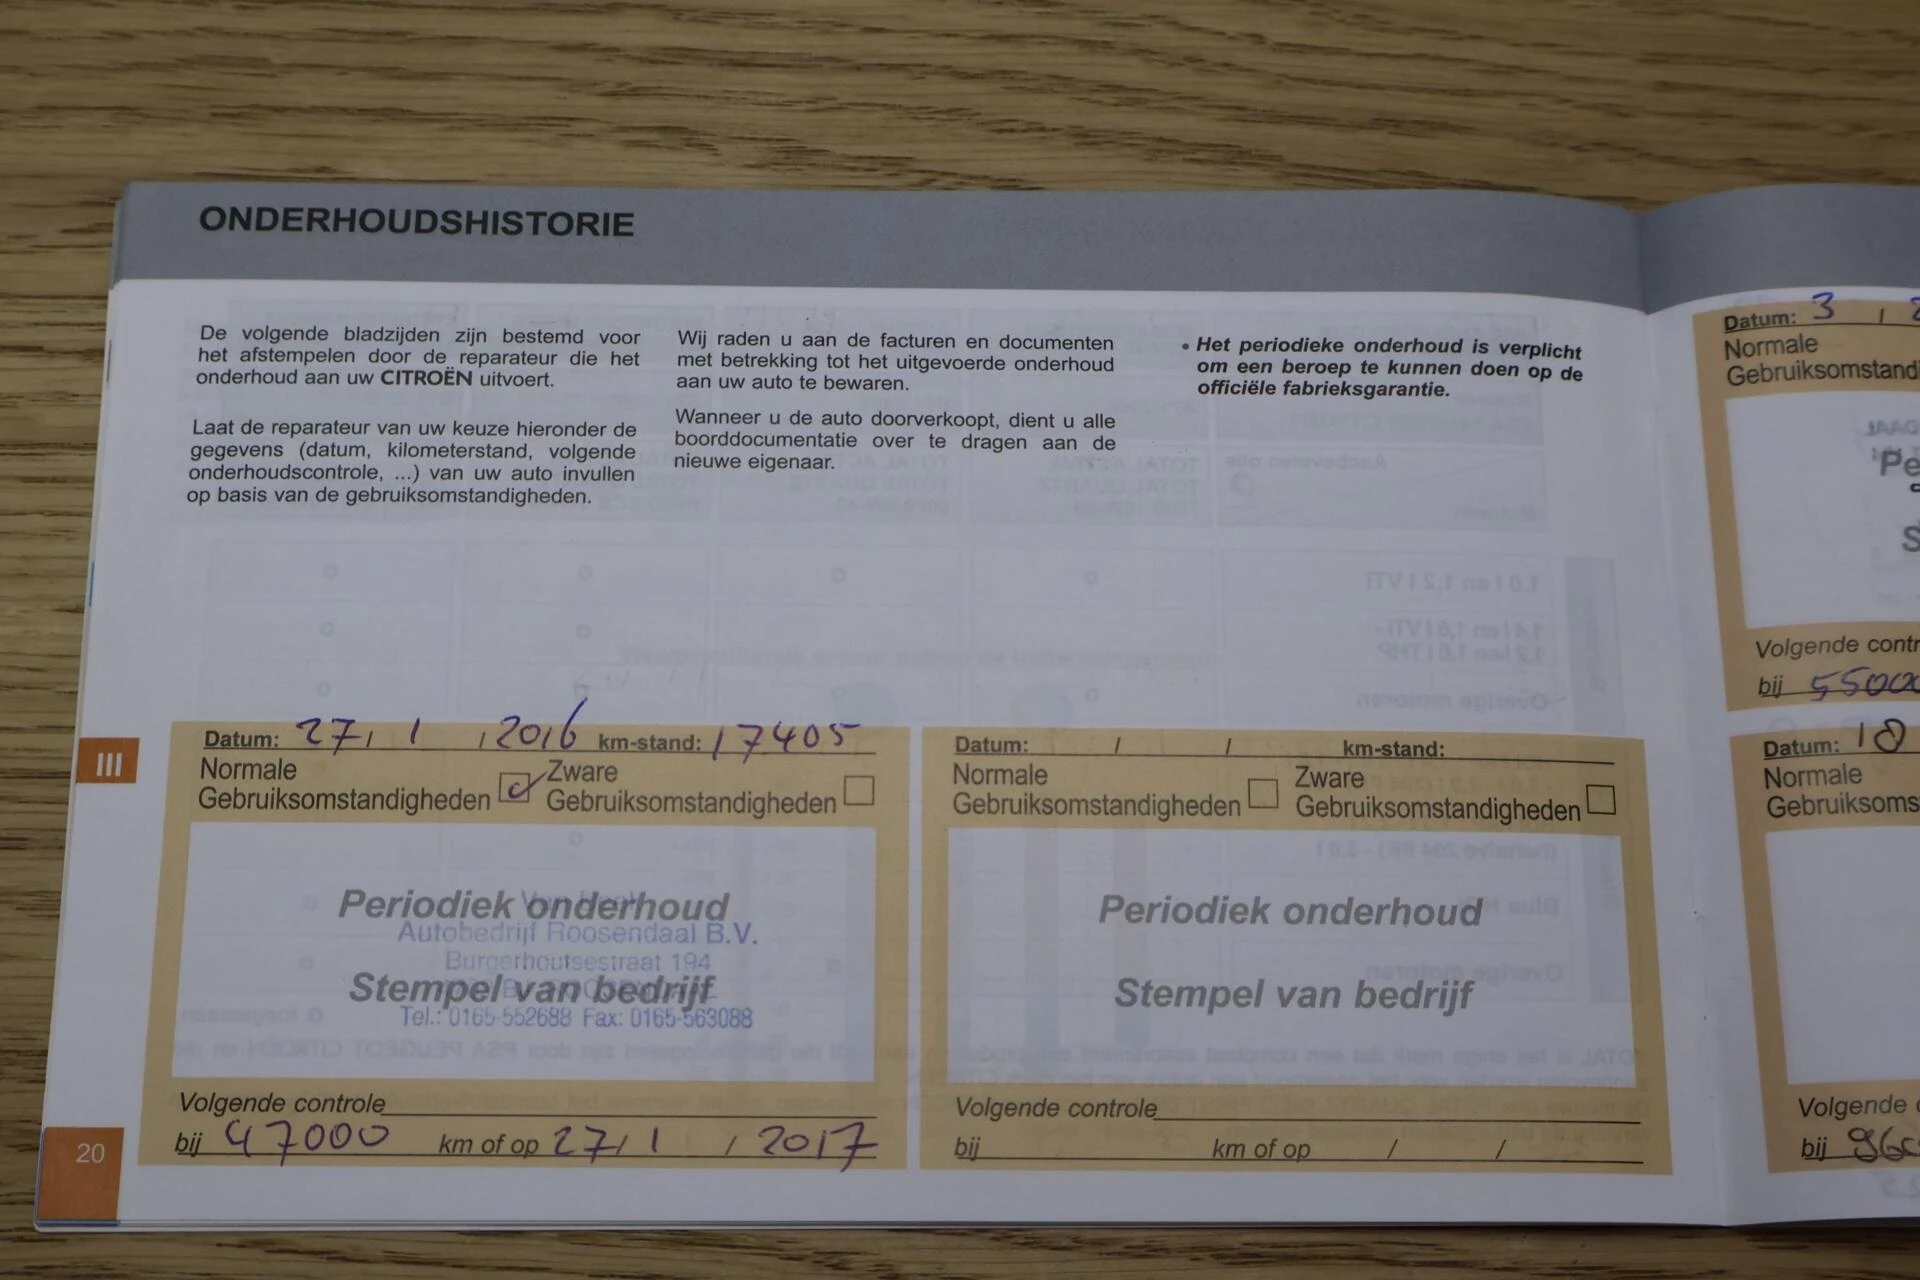 ONDERHOUDSHISTORIE
De volgende bladzijden zijn bestemd voor
het afstempelen door de reparateur die het
onderhoud aan uw CITROËN uitvoert.
Laat de reparateur van uw keuze hieronder de
gegevens (datum, kilometerstand, volgende
onderhoudscontrole, ...) van uw auto invullen
op basis van de gebruiksomstandigheden.
Wij raden u aan de facturen en documenten
met betrekking tot het uitgevoerde onderhoud
aan uw auto te bewaren.
Wanneer u de auto doorverkoopt, dient u alle
boorddocumentatie over te dragen aan de
nieuwe eigenaar.
• Het periodieke onderhoud is verplicht
om een beroep te kunnen doen op de
officiële fabrieksgarantie.
III
Datum: 27 / 1 / 2016 km-stand: 17405
Normale
Gebruiksomstandigheden
Zware
Gebruiksomstandigheden
Periodiek onderhoud
Autobedrijf Roosendaal B.V.
Burgerhoutsestraat 194
Stempel van bedrijf
Tel.: 0165-552688 Fax: 0165-563088
Volgende controle
bij 47000 km of op 27 / 1 / 2017
Datum: / / km-stand:
Normale
Gebruiksomstandigheden
Zware
Gebruiksomstandigheden
Periodiek onderhoud
Stempel van bedrijf
Volgende controle
bij km of op / /
20
Datum: 3 /
Normale
Volgende
bij 55000
Datum: 18
Normale
Volgende
bij